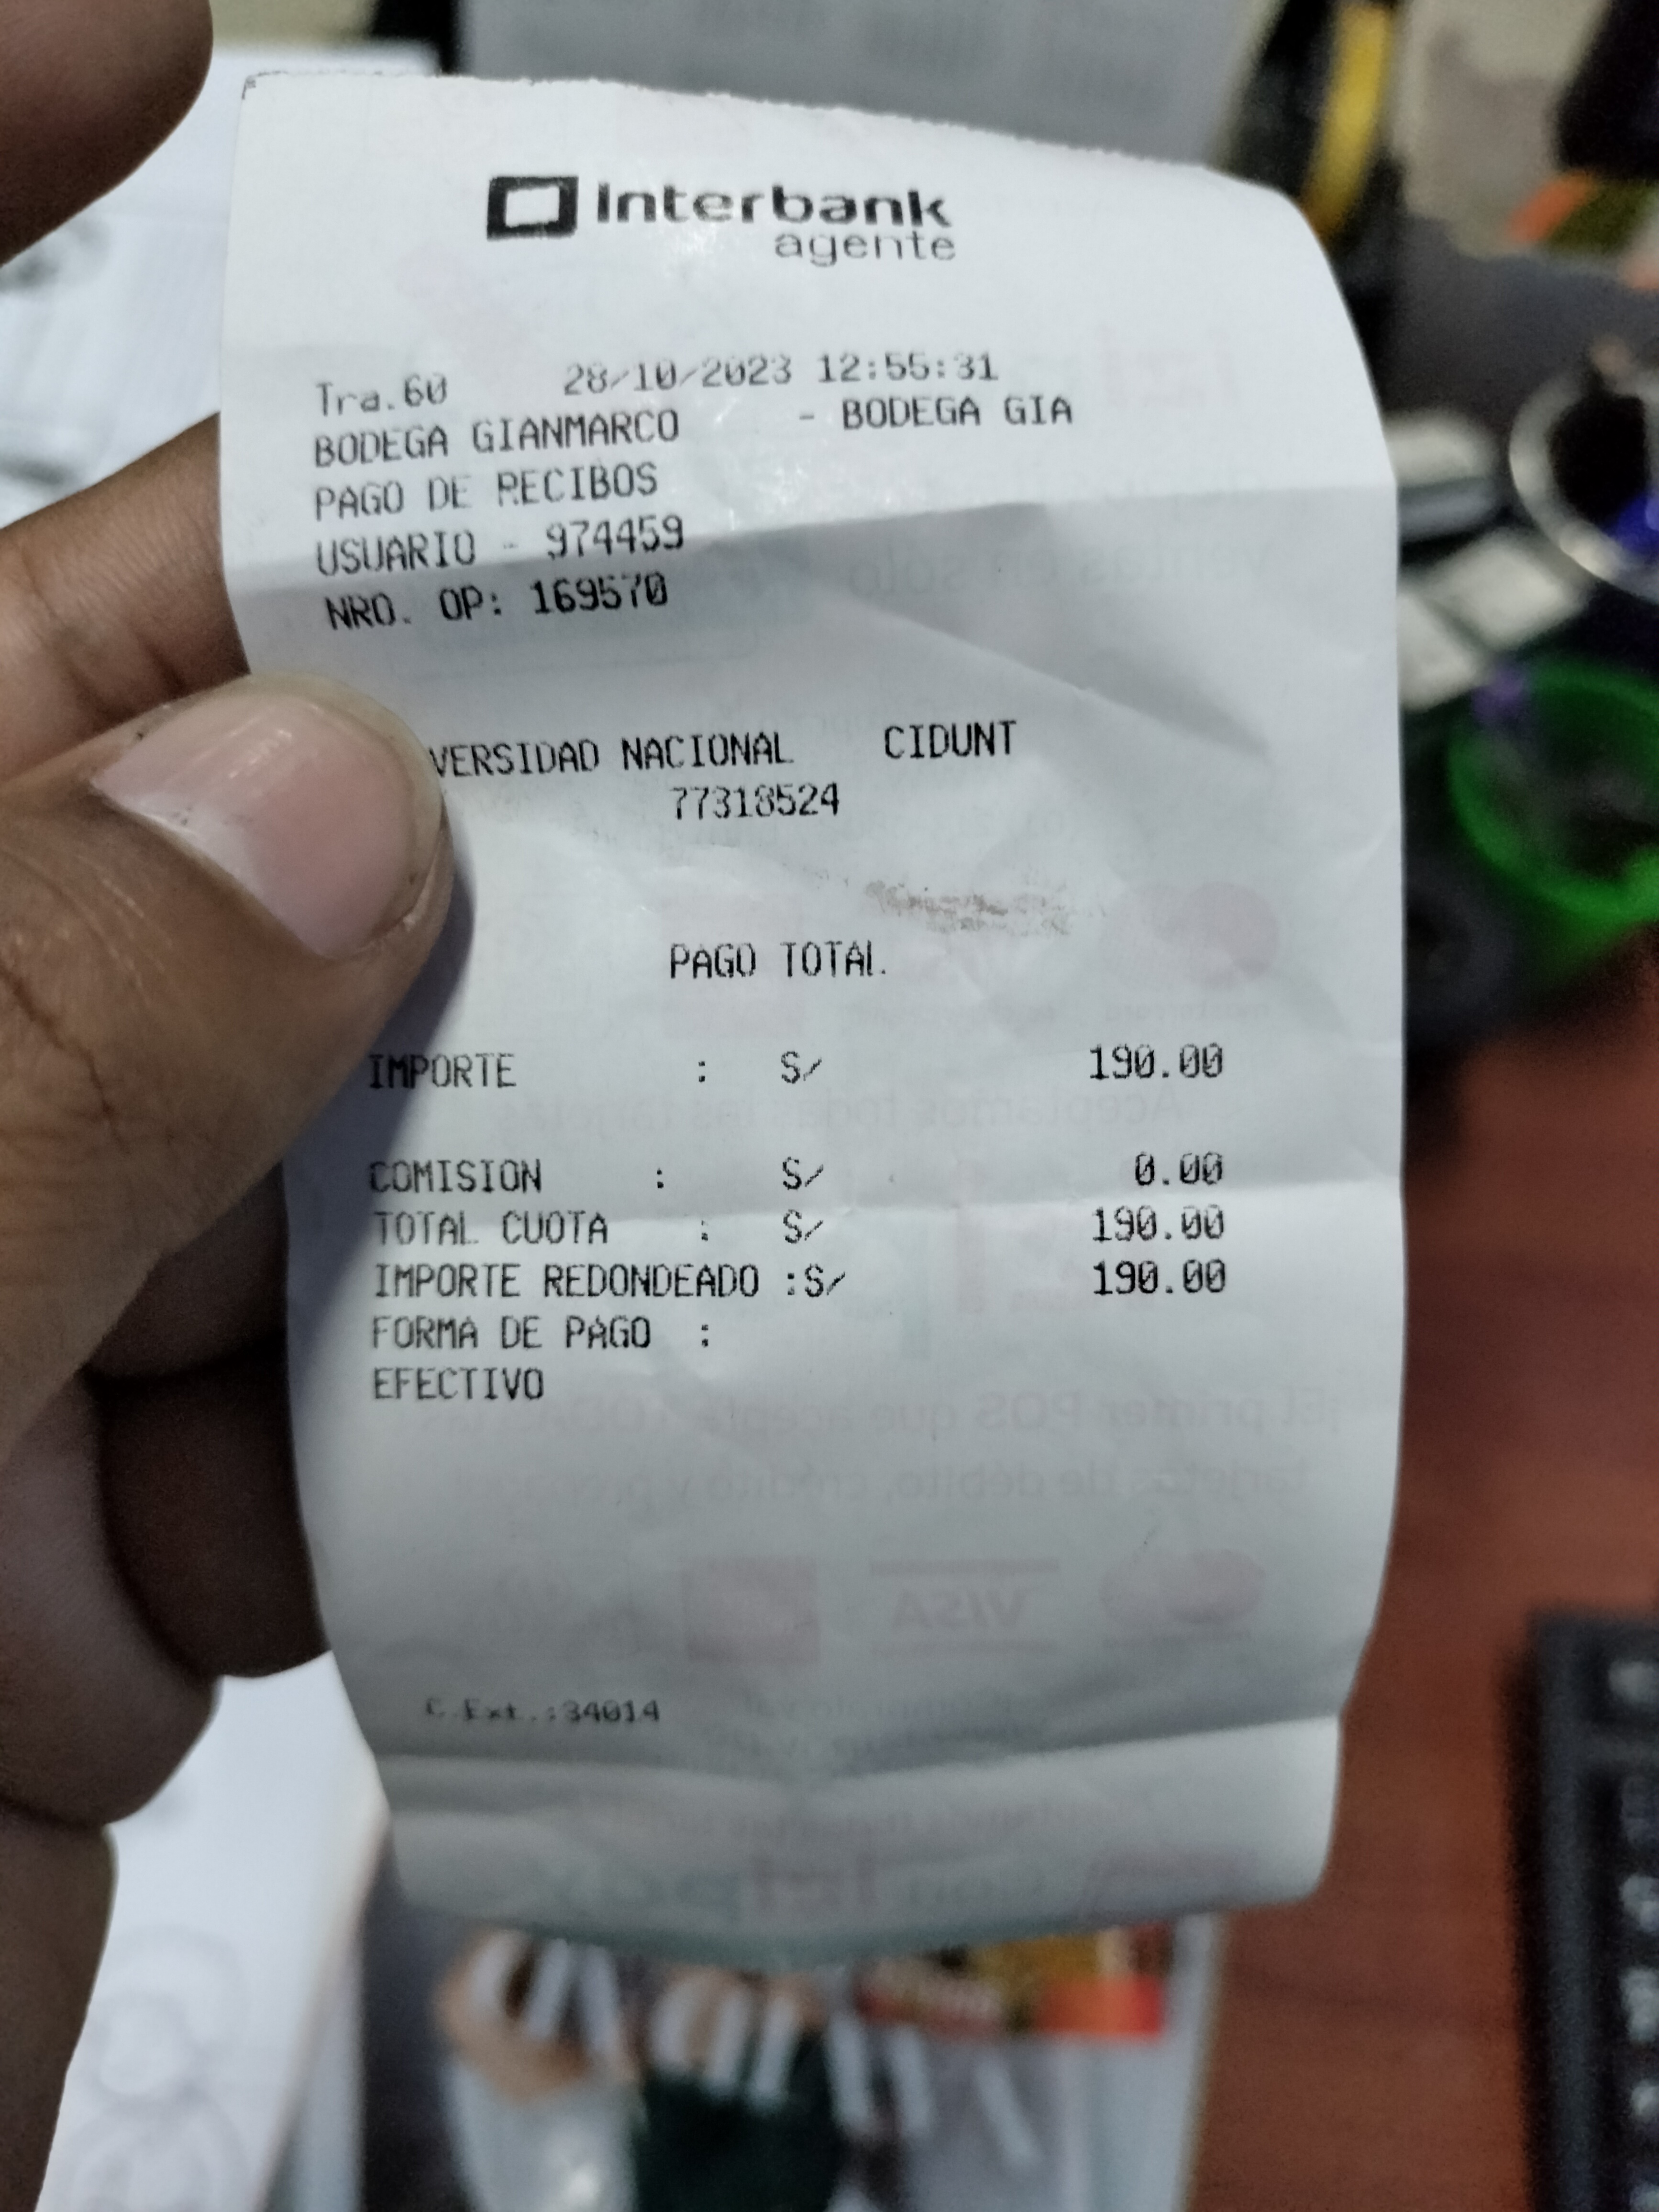 Interbank
agente
Tra.60 28/10/2023 12:55:31
BODEGA GIANMARCO - BODEGA GIA
PAGO DE RECIBOS
USUARIO - 974459
NRO. OP: 169570
VERSIDAD NACIONAL CIDUNT
77318524
PAGO TOTAL
IMPORTE : S/ 190.00
COMISION : S/ 0.00
TOTAL CUOTA : S/ 190.00
IMPORTE REDONDEADO :S/ 190.00
FORMA DE PAGO :
EFECTIVO
C.Ext.:34014